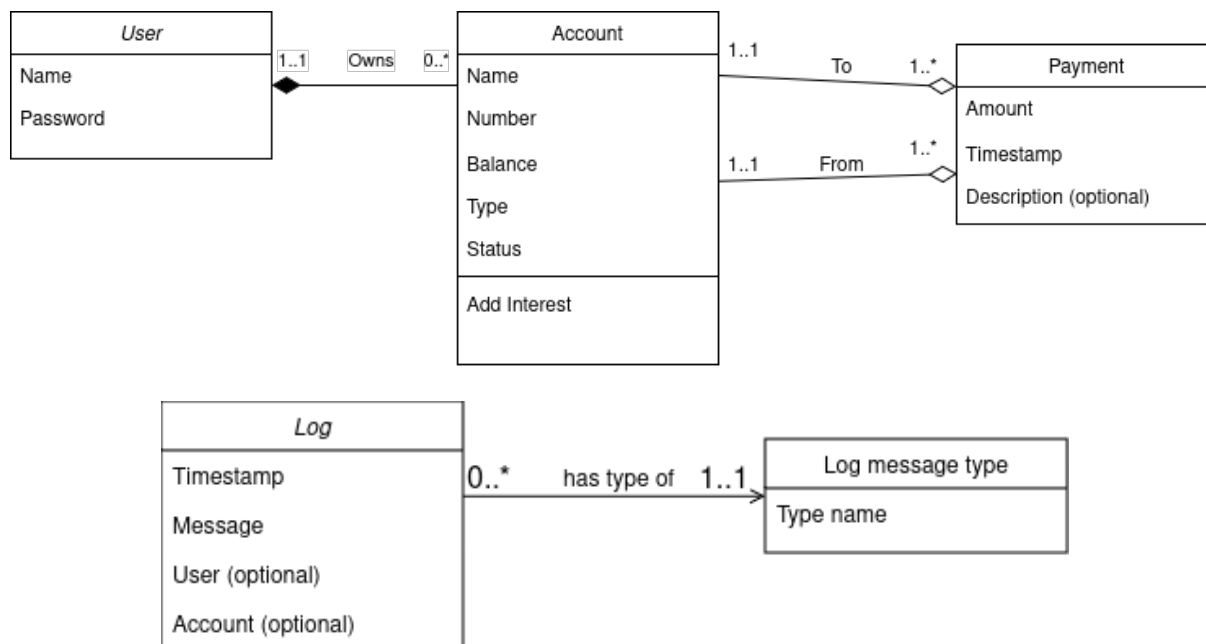 User
Name
Password
1..1 Owns 0..*
Account
Name
Number
Balance
Type
Status
Add Interest
1..1 To 1..*
1..1 From 1..*
Payment
Amount
Timestamp
Description (optional)
Log
Timestamp
Message
User (optional)
Account (optional)
0..* has type of 1..1
Log message type
Type name